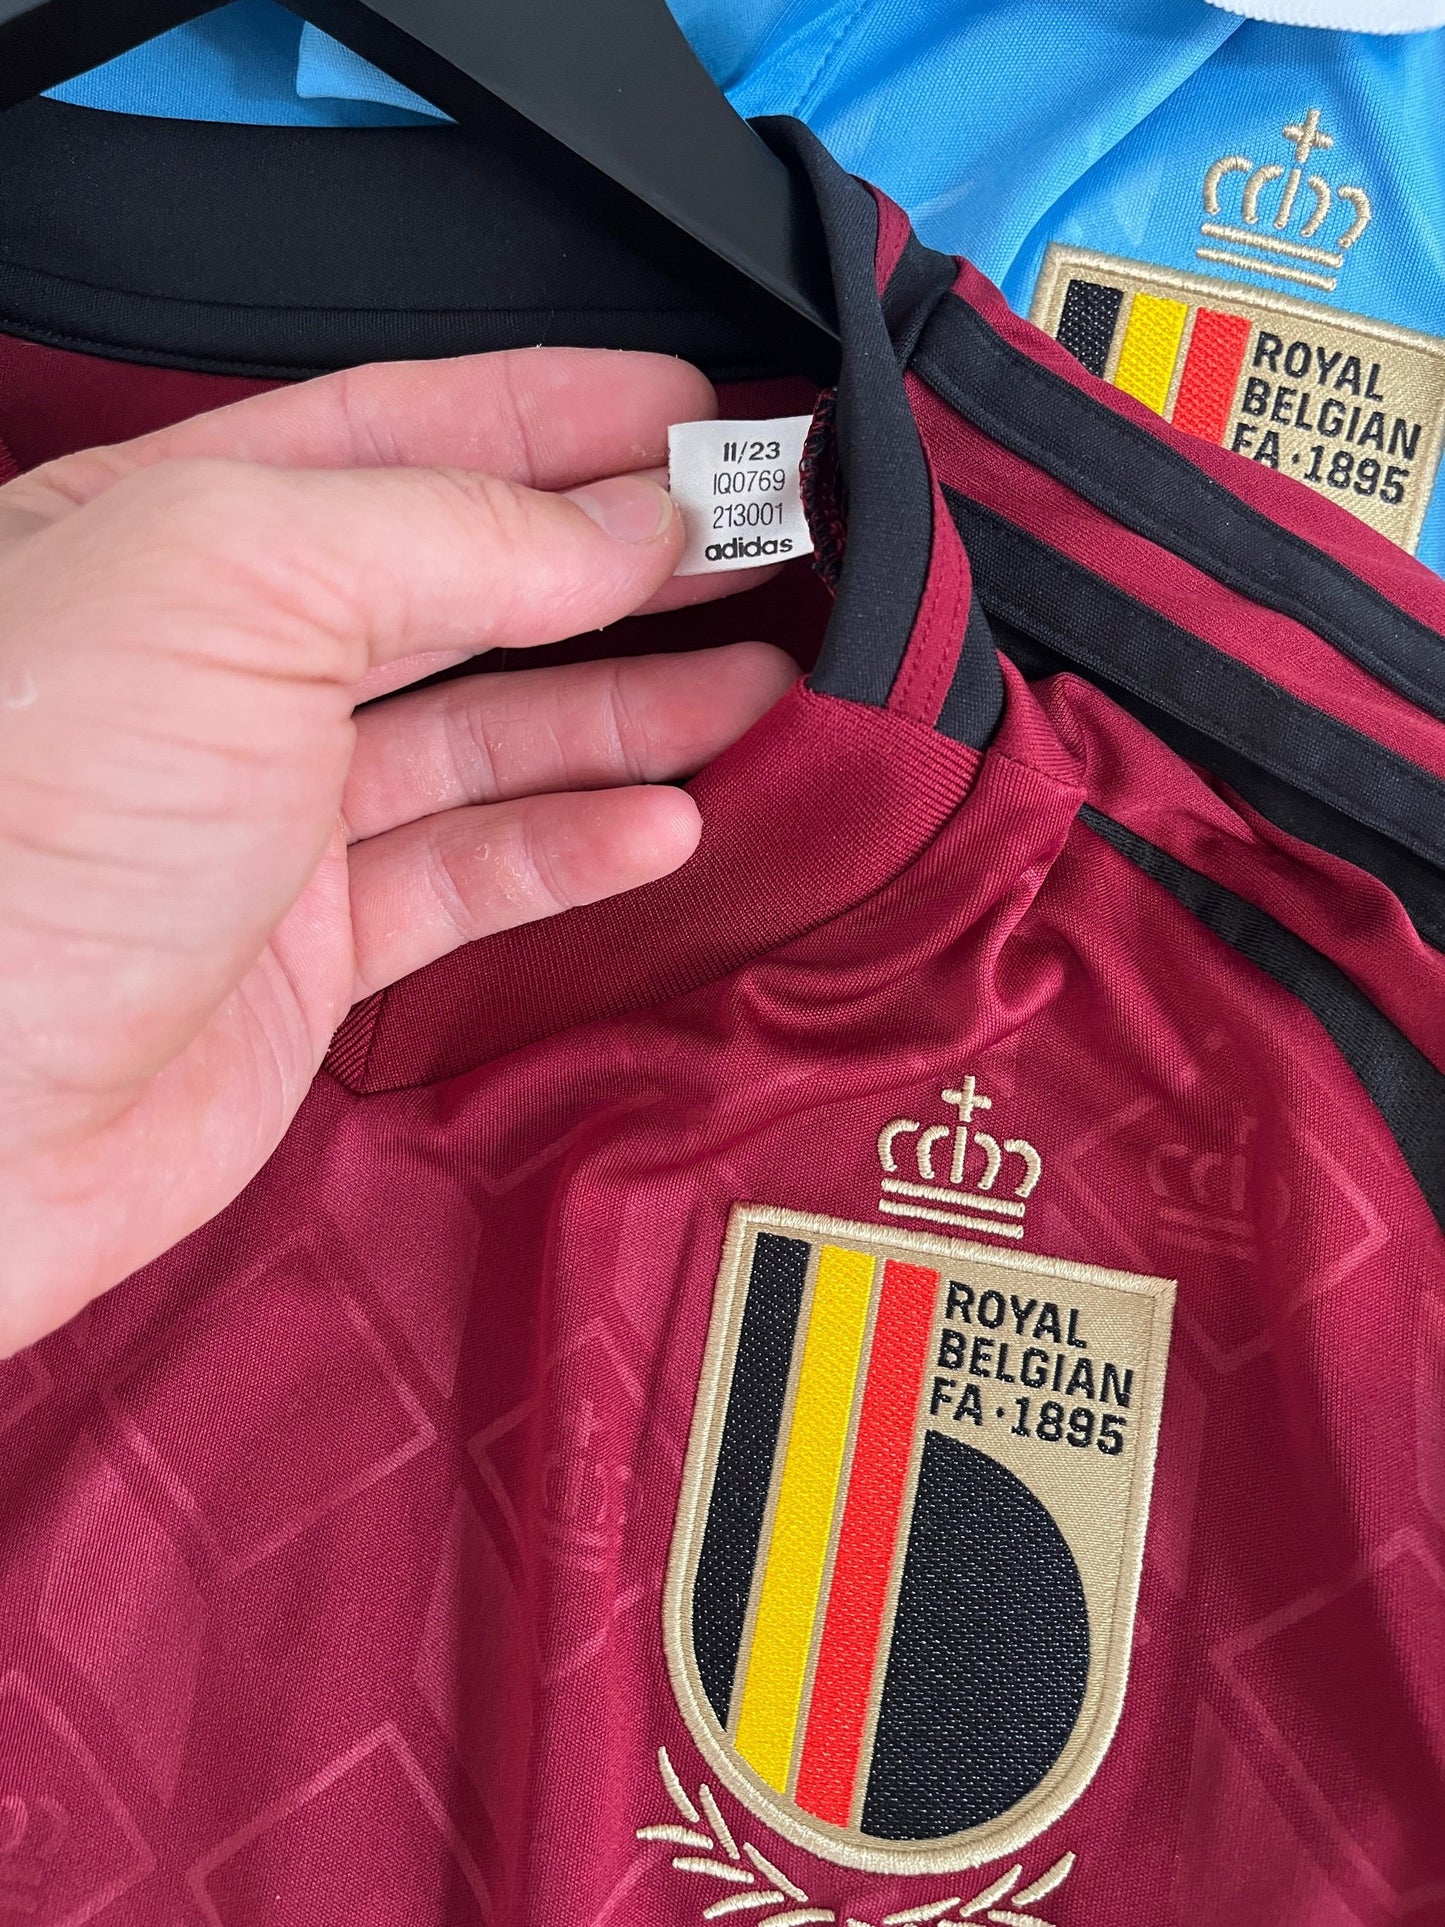 11/23
IQ0769
213001
adidas
ROYAL
BELGIAN
FA·1895
ROYAL
BELGIAN
FA·1895